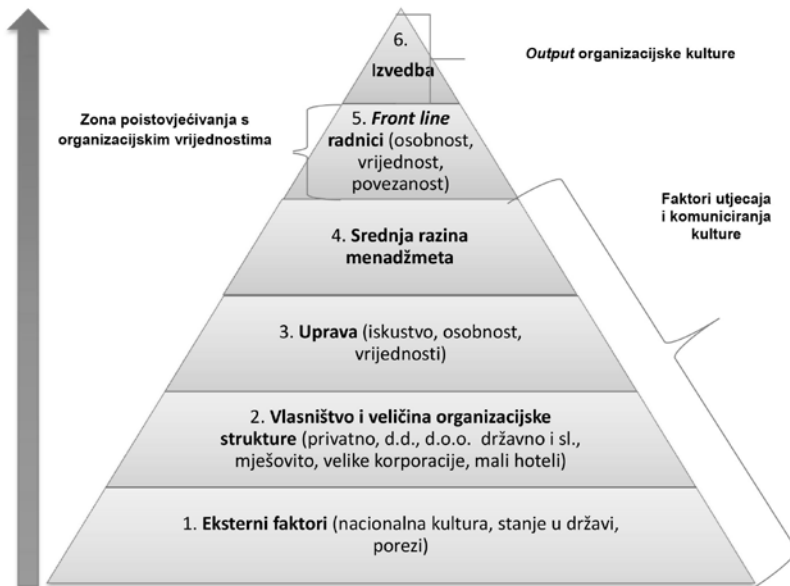 6.
Izvedba
Output organizacijske kulture
Zona poistovjećivanja s
organizacijskim vrijednostima
5. Front line
radnici (osobnost,
vrijednost,
povezanost)
Faktori utjecaja
i komuniciranja
kulture
4. Srednja razina
menadžmeta
3. Uprava (iskustvo, osobnost,
vrijednosti)
2. Vlasništvo i veličina organizacijske
strukture (privatno, d.d., d.o.o. državno i sl.,
mješovito, velike korporacije, mali hoteli)
1. Eksterni faktori (nacionalna kultura, stanje u državi,
porezi)